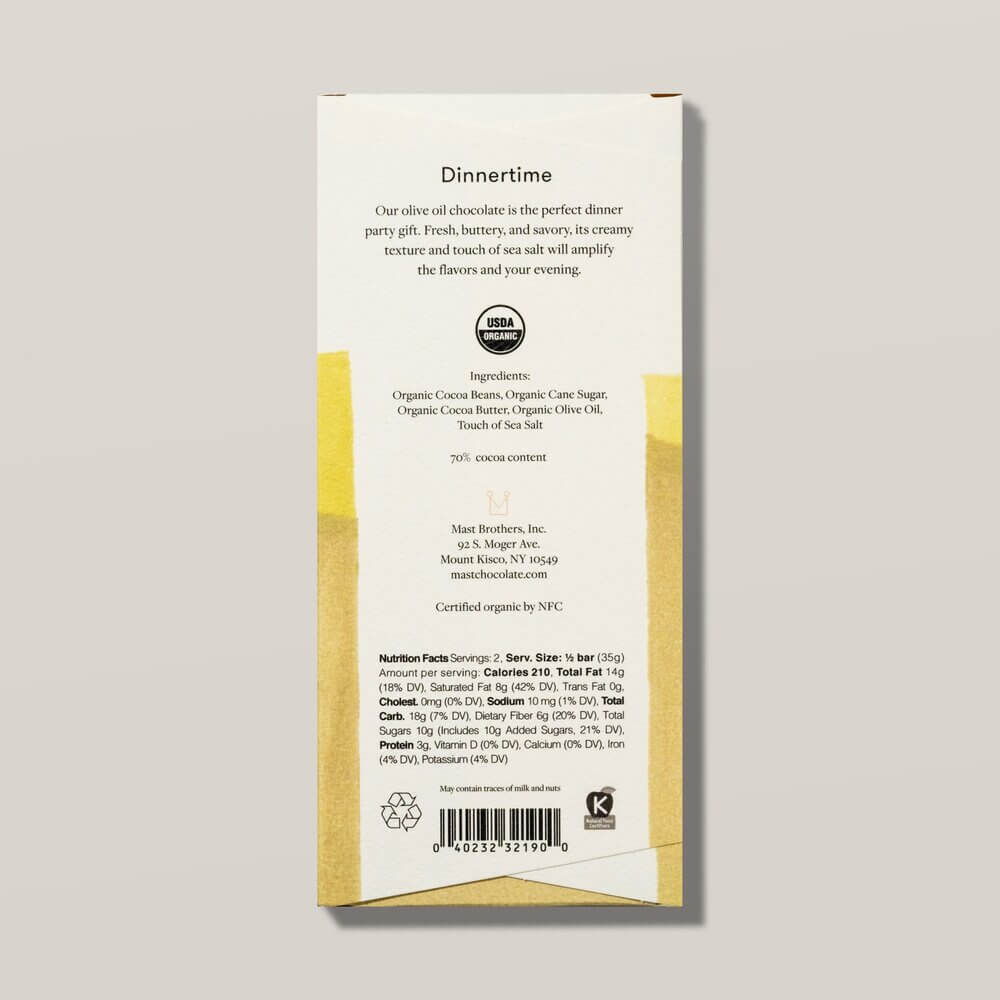 Dinnertime
Our olive oil chocolate is the perfect dinner
party gift. Fresh, buttery, and savory, its creamy
texture and touch of sea salt will amplify
the flavors and your evening.
USDA
ORGANIC
Ingredients:
Organic Cocoa Beans, Organic Cane Sugar,
Organic Cocoa Butter, Organic Olive Oil,
Touch of Sea Salt
70% cocoa content
Mast Brothers, Inc.
92 S. Moger Ave.
Mount Kisco, NY 10549
mastchocolate.com
Certified organic by NFC
Nutrition Facts Servings: 2, Serv. Size: ½ bar (35g)
Amount per serving: Calories 210, Total Fat 14g
(18% DV), Saturated Fat 8g (42% DV), Trans Fat 0g,
Cholest. 0mg (0% DV), Sodium 10 mg (1% DV), Total
Carb. 18g (7% DV), Dietary Fiber 6g (20% DV), Total
Sugars 10g (Includes 10g Added Sugars, 21% DV),
Protein 3g, Vitamin D (0% DV), Calcium (0% DV), Iron
(4% DV), Potassium (4% DV)
May contain traces of milk and nuts
K
Natural Food
Certifiers
0 40232 32190 0